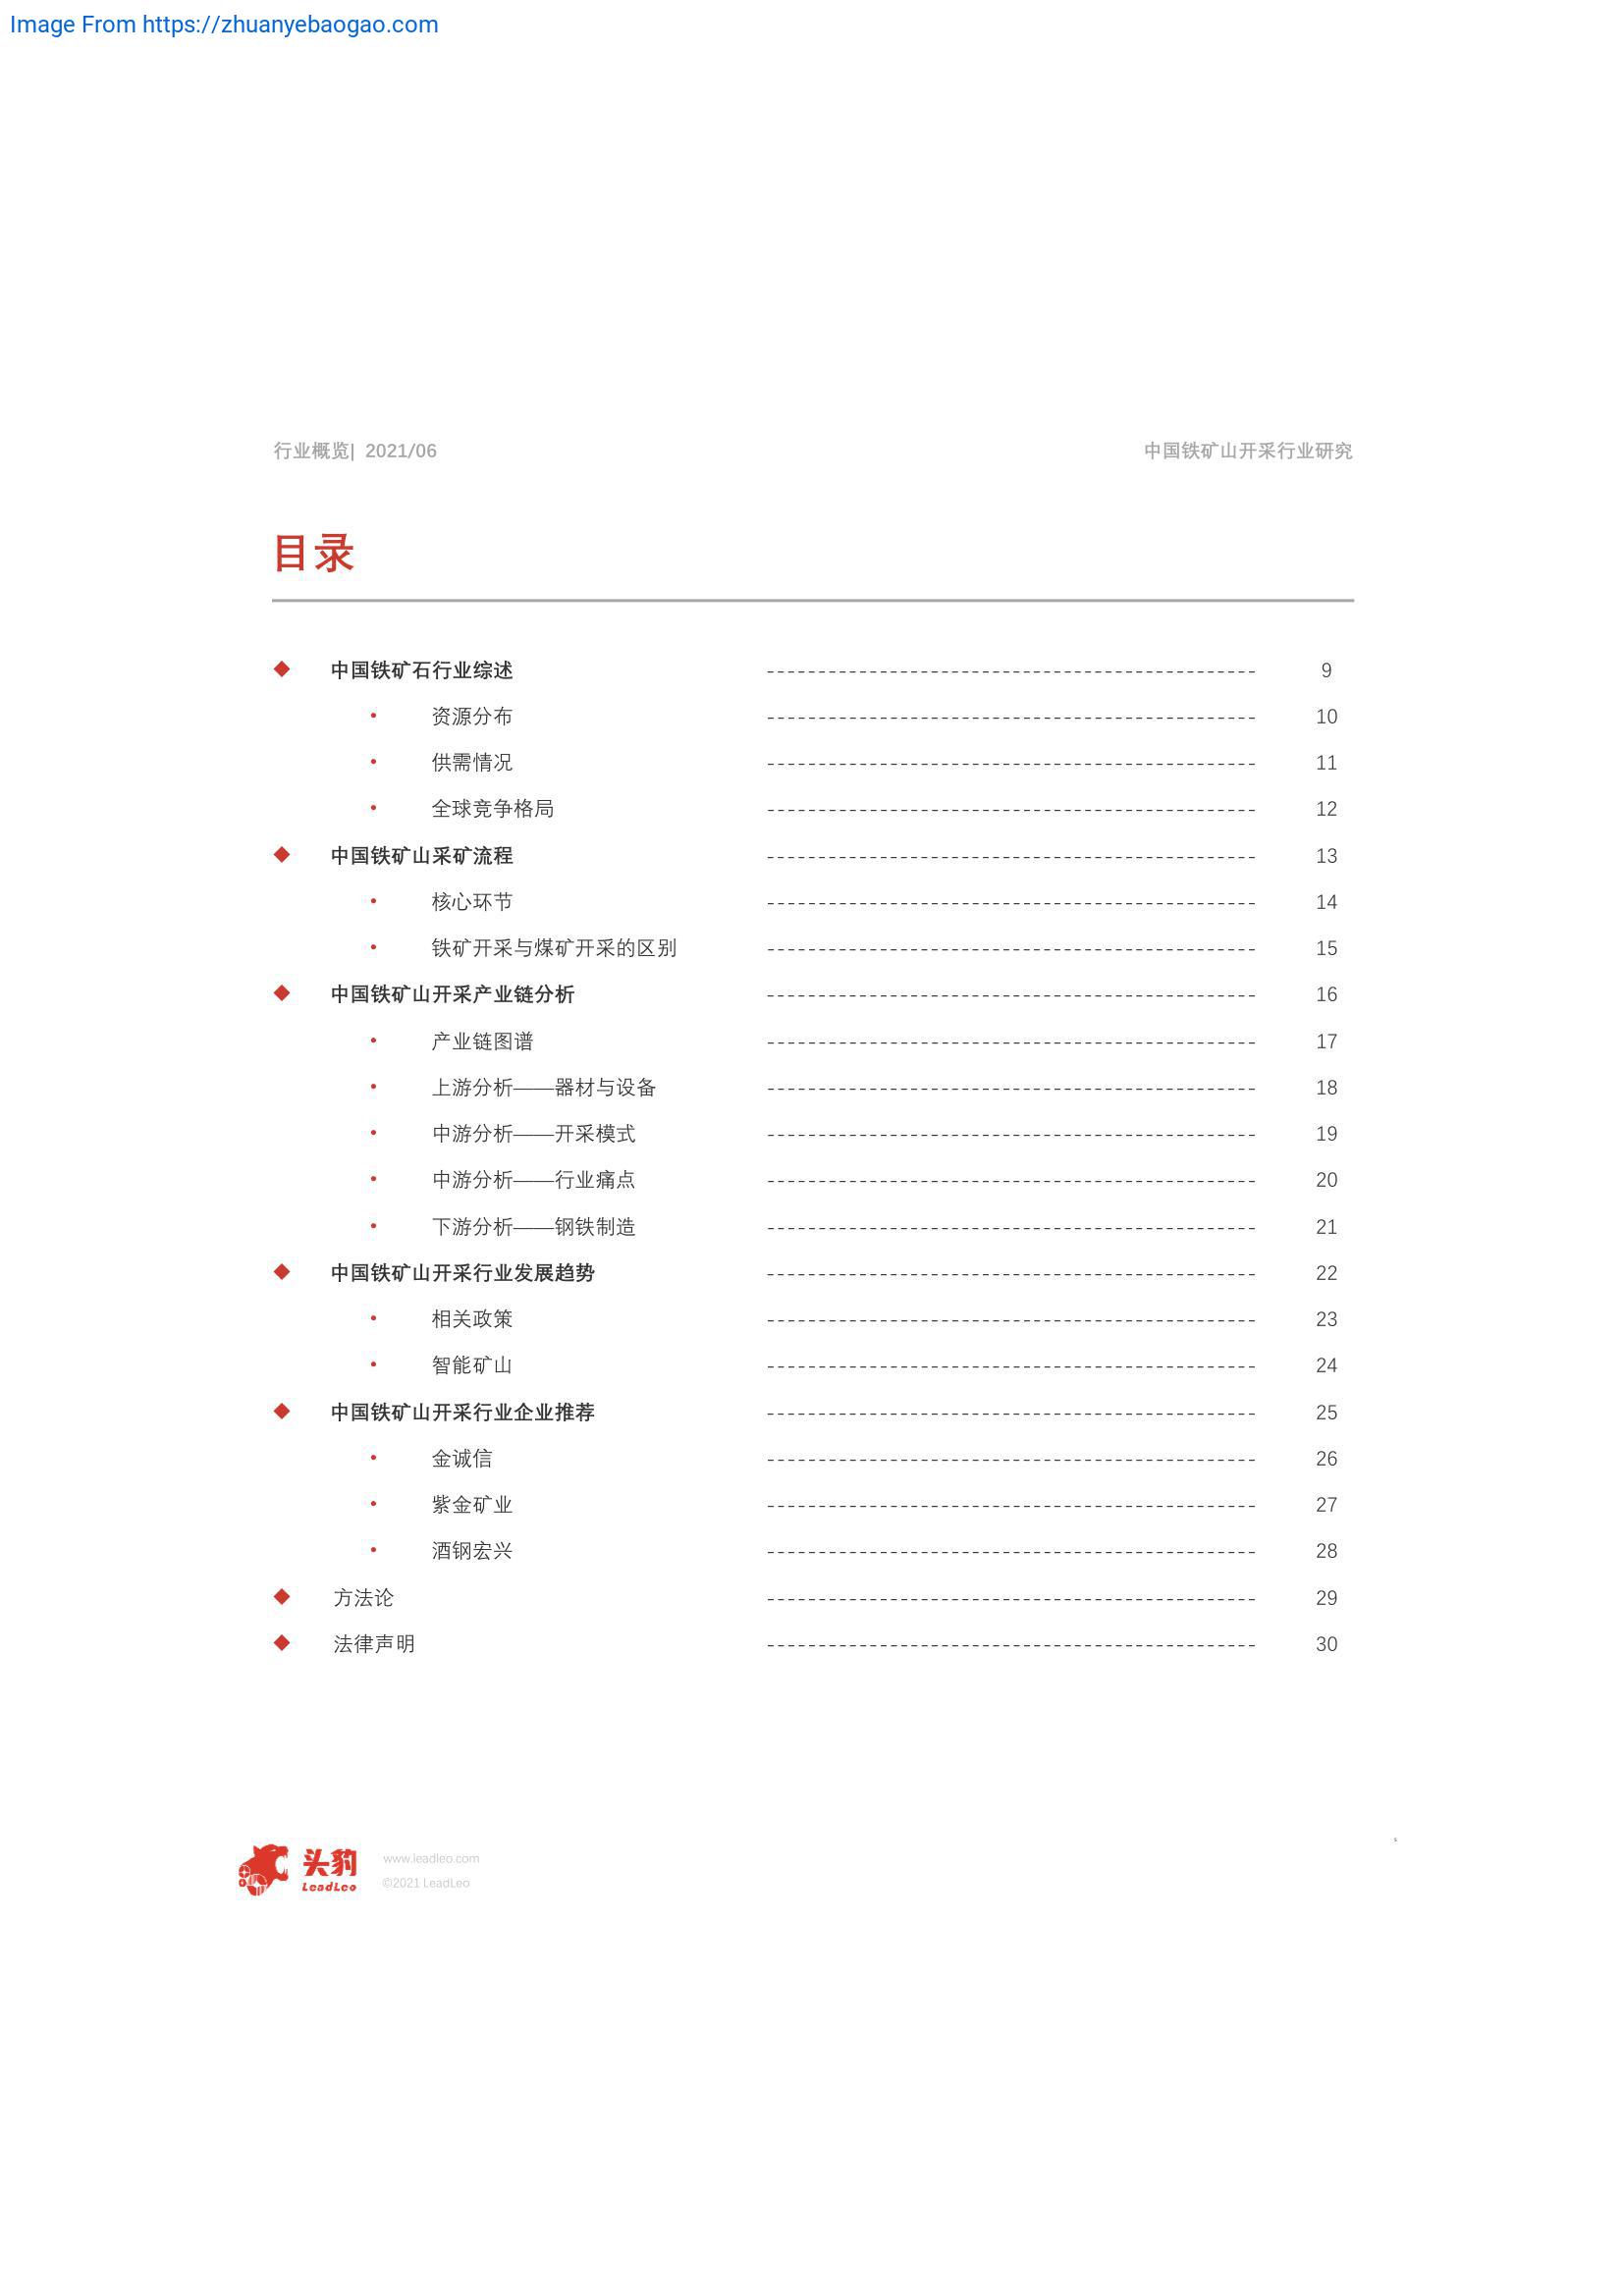 Image From https://zhuanyebaogao.com
行业概览| 2021/06
中国铁矿山开采行业研究
目录
◆ 中国铁矿石行业综述 ------------------------------------------------ 9
• 资源分布 ------------------------------------------------ 10
• 供需情况 ------------------------------------------------ 11
• 全球竞争格局 ------------------------------------------------ 12
◆ 中国铁矿山采矿流程 ------------------------------------------------ 13
• 核心环节 ------------------------------------------------ 14
• 铁矿开采与煤矿开采的区别 ------------------------------------------------ 15
◆ 中国铁矿山开采产业链分析 ------------------------------------------------ 16
• 产业链图谱 ------------------------------------------------ 17
• 上游分析——器材与设备 ------------------------------------------------ 18
• 中游分析——开采模式 ------------------------------------------------ 19
• 中游分析——行业痛点 ------------------------------------------------ 20
• 下游分析——钢铁制造 ------------------------------------------------ 21
◆ 中国铁矿山开采行业发展趋势 ------------------------------------------------ 22
• 相关政策 ------------------------------------------------ 23
• 智能矿山 ------------------------------------------------ 24
◆ 中国铁矿山开采行业企业推荐 ------------------------------------------------ 25
• 金诚信 ------------------------------------------------ 26
• 紫金矿业 ------------------------------------------------ 27
• 酒钢宏兴 ------------------------------------------------ 28
◆ 方法论 ------------------------------------------------ 29
◆ 法律声明 ------------------------------------------------ 30
头豹
LeadLeo
www.leadleo.com
©2021 LeadLeo